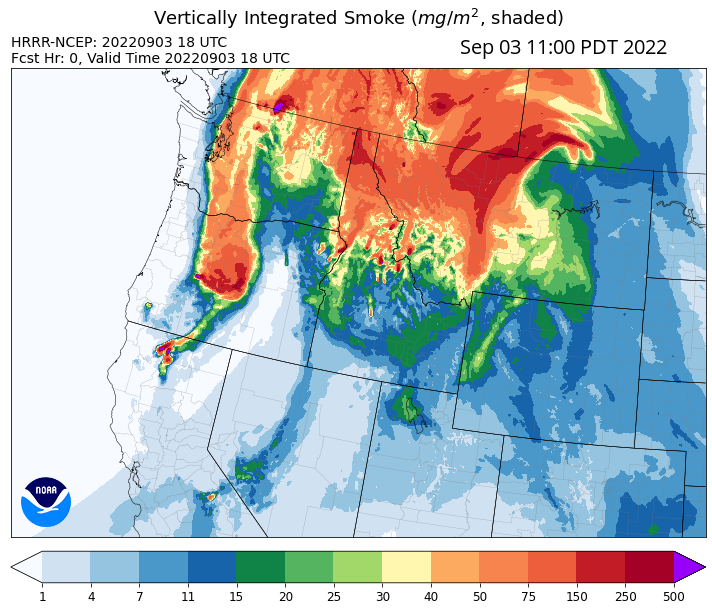 Vertically Integrated Smoke (mg/m², shaded)
HRRR-NCEP: 20220903 18 UTC
Sep 03 11:00 PDT 2022
Fcst Hr: 0, Valid Time 20220903 18 UTC
NOAA
1 4 7 11 15 20 25 30 40 50 75 150 250 500